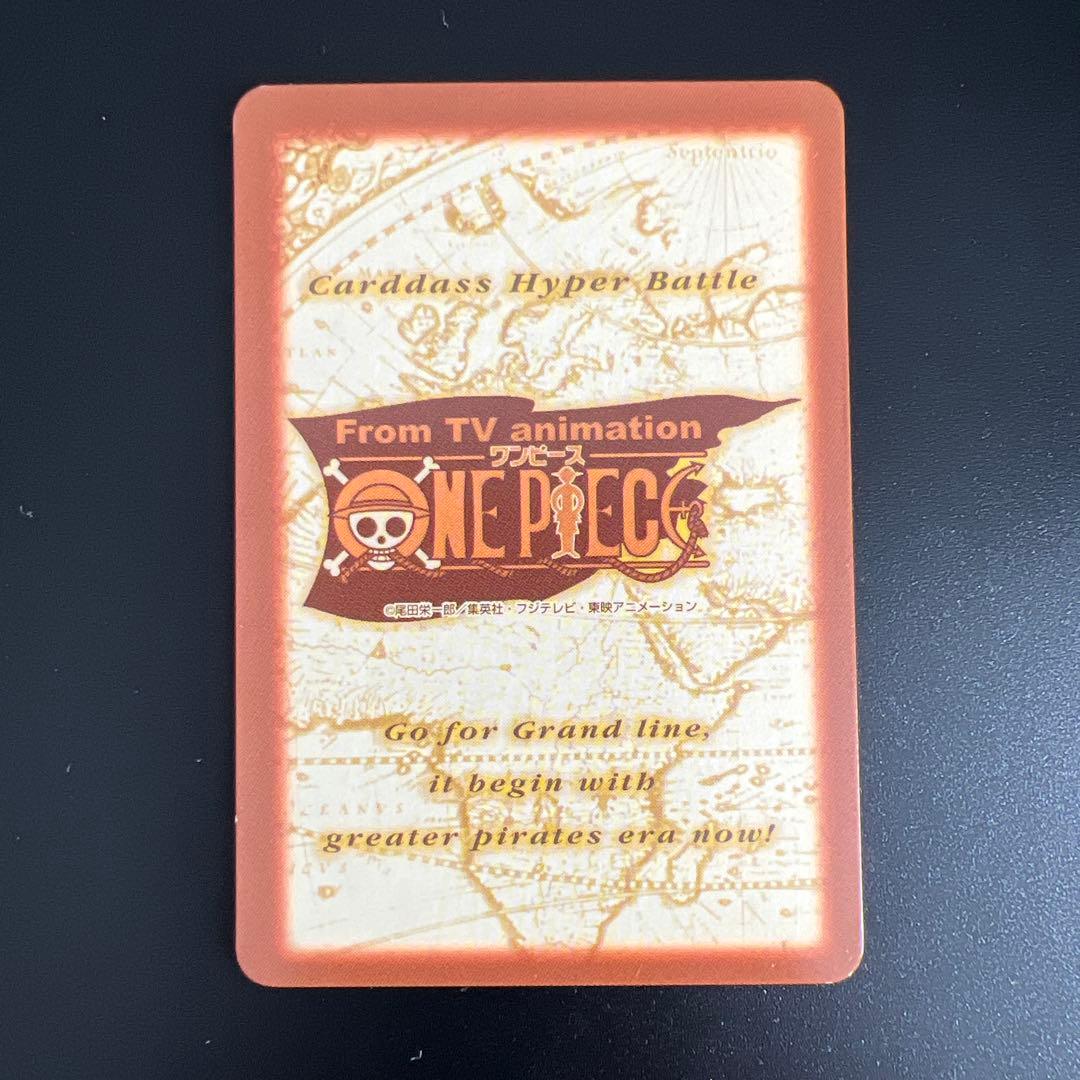 Septentrio
Carddass Hyper Battle
From TV animation
ワンピース
ONE PIECE
©尾田栄一郎／集英社・フジテレビ・東映アニメーション
Go for Grand line,
it begin with
greater pirates era now!